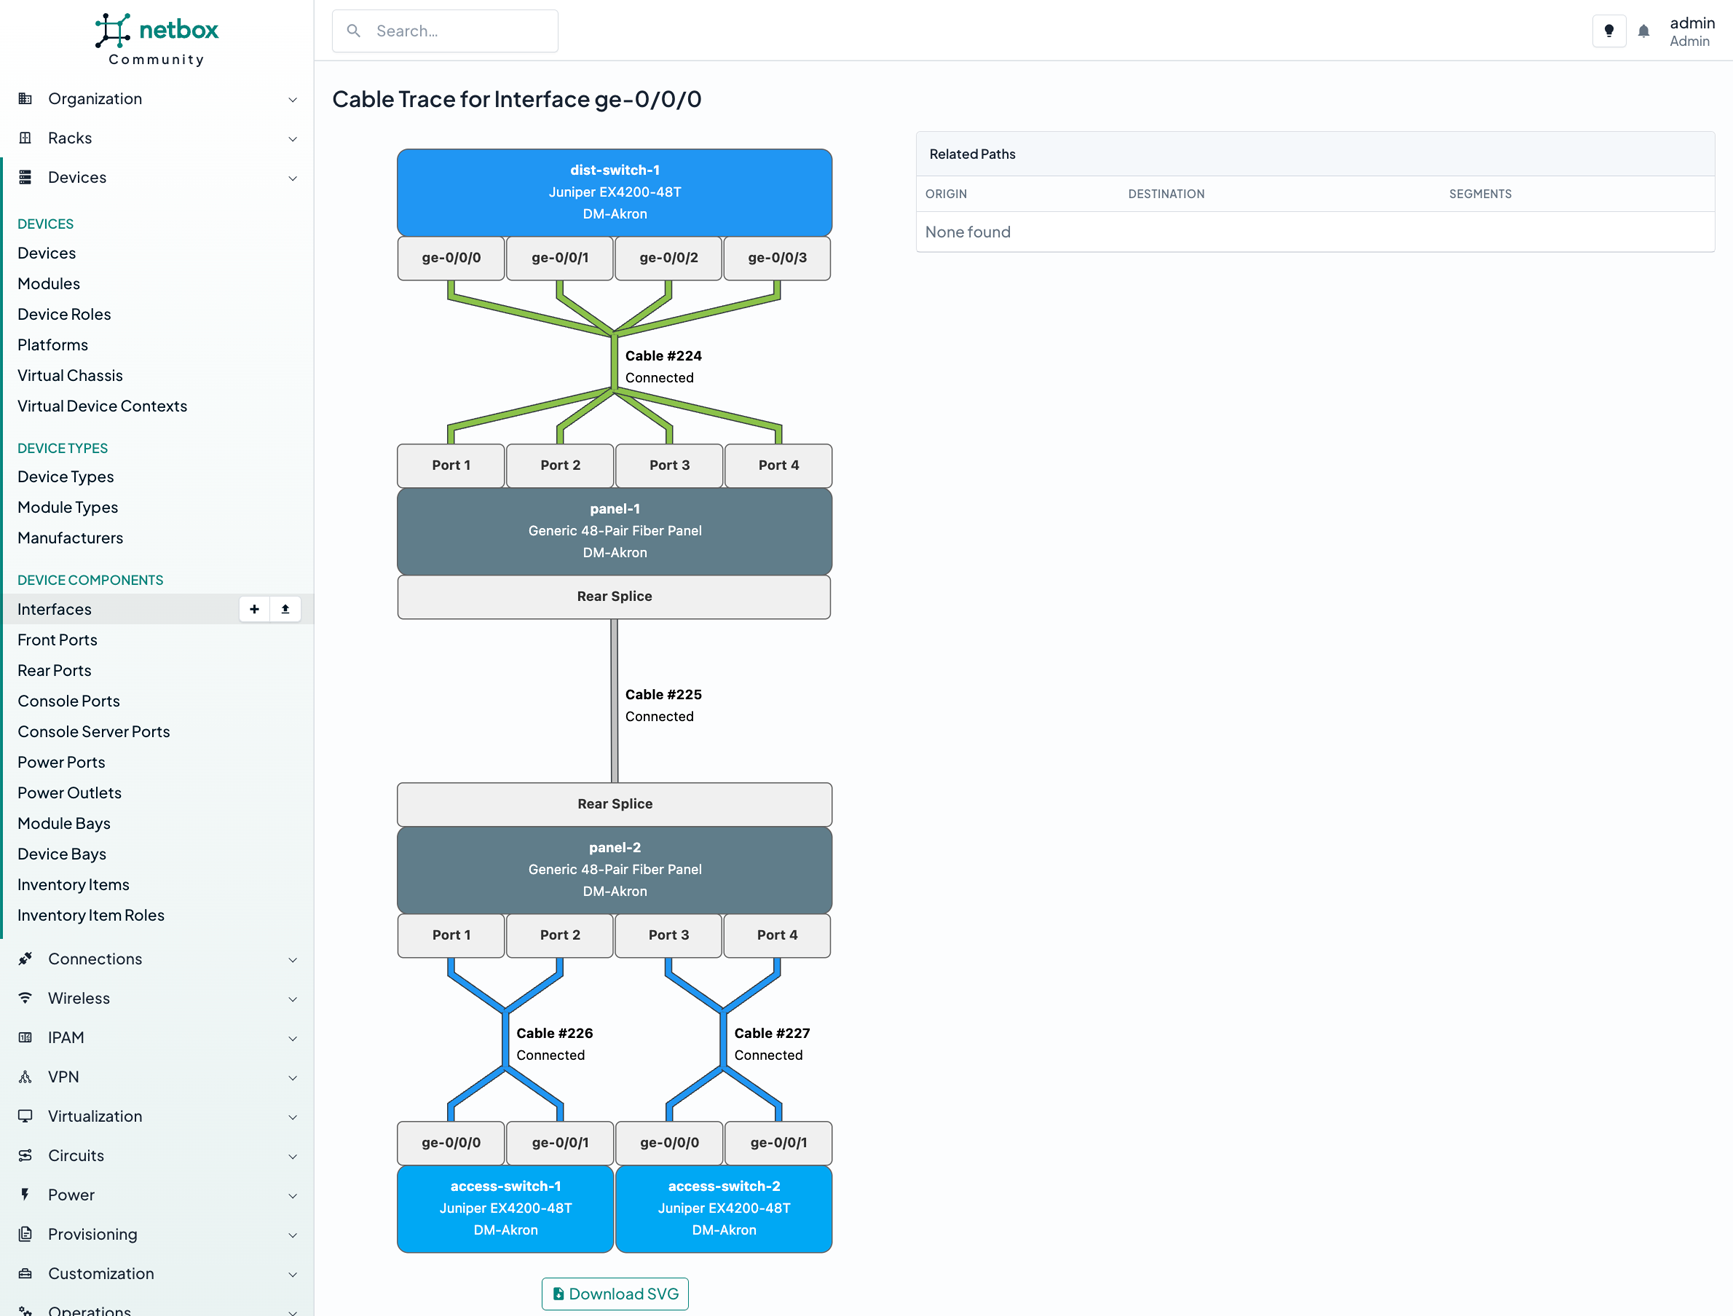 netbox
Community
Search...
admin
Admin
Organization
Racks
Devices
DEVICES
Devices
Modules
Device Roles
Platforms
Virtual Chassis
Virtual Device Contexts
DEVICE TYPES
Device Types
Module Types
Manufacturers
DEVICE COMPONENTS
Interfaces
Front Ports
Rear Ports
Console Ports
Console Server Ports
Power Ports
Power Outlets
Module Bays
Device Bays
Inventory Items
Inventory Item Roles
Connections
Wireless
IPAM
VPN
Virtualization
Circuits
Power
Provisioning
Customization
Operations
Cable Trace for Interface ge-0/0/0
dist-switch-1
Juniper EX4200-48T
DM-Akron
ge-0/0/0 ge-0/0/1 ge-0/0/2 ge-0/0/3
Cable #224
Connected
Port 1 Port 2 Port 3 Port 4
panel-1
Generic 48-Pair Fiber Panel
DM-Akron
Rear Splice
Cable #225
Connected
Rear Splice
panel-2
Generic 48-Pair Fiber Panel
DM-Akron
Port 1 Port 2 Port 3 Port 4
Cable #226 Cable #227
Connected Connected
ge-0/0/0 ge-0/0/1 ge-0/0/0 ge-0/0/1
access-switch-1 access-switch-2
Juniper EX4200-48T Juniper EX4200-48T
DM-Akron DM-Akron
Download SVG
Related Paths
ORIGIN DESTINATION SEGMENTS
None found